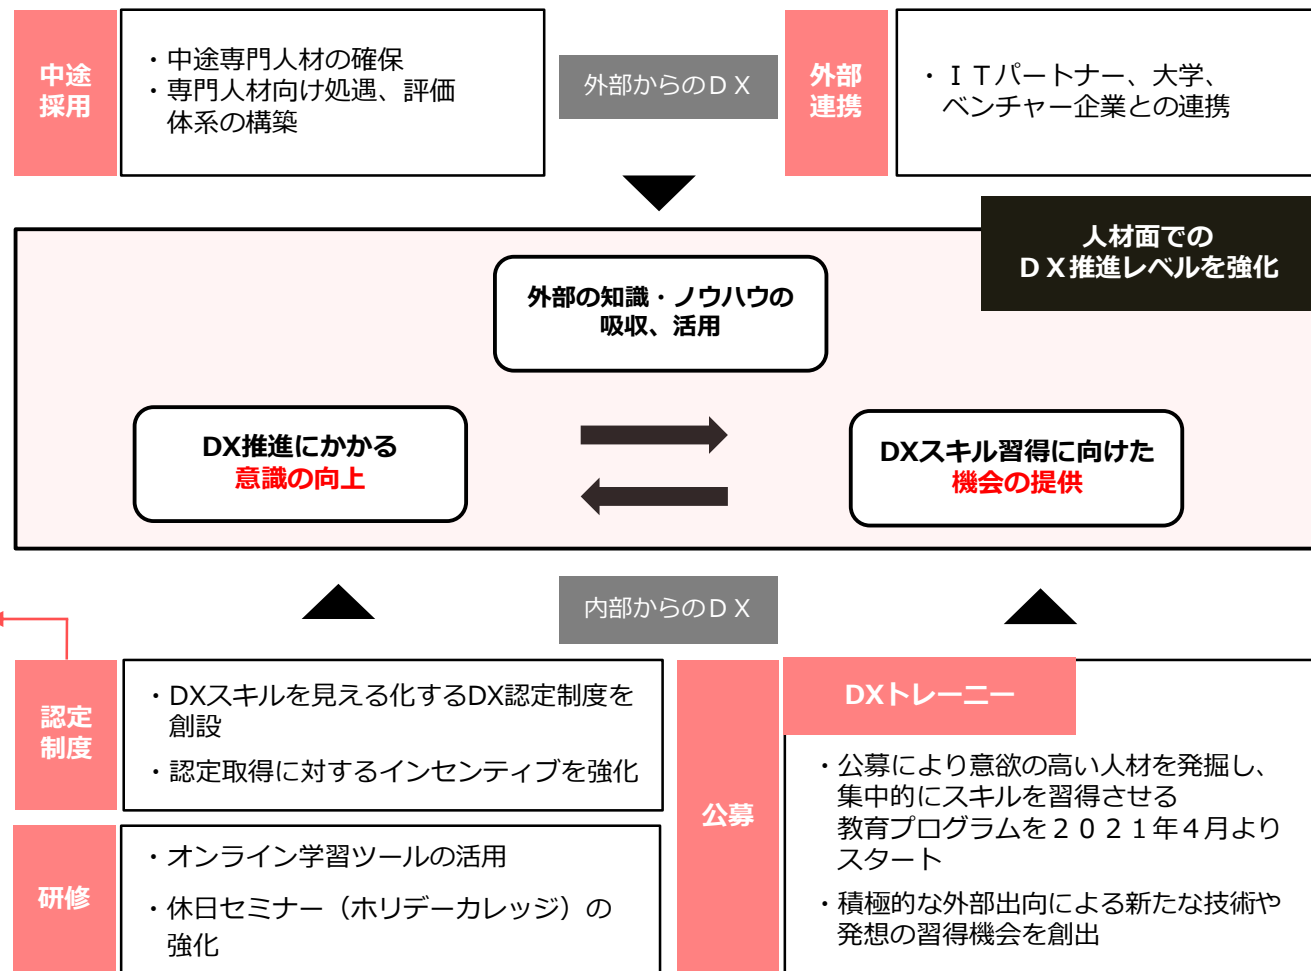 中途
採用
・中途専門人材の確保
・専門人材向け処遇、評価
体系の構築
外部からのＤＸ
外部
連携
・ＩＴパートナー、大学、
ベンチャー企業との連携
人材面での
ＤＸ推進レベルを強化
外部の知識・ノウハウの
吸収、活用
DX推進にかかる
意識の向上
DXスキル習得に向けた
機会の提供
内部からのＤＸ
認定
制度
・DXスキルを見える化するDX認定制度を
創設
・認定取得に対するインセンティブを強化
研修
・オンライン学習ツールの活用
・休日セミナー（ホリデーカレッジ）の
強化
公募
DXトレーニー
・公募により意欲の高い人材を発掘し、
集中的にスキルを習得させる
教育プログラムを２０２１年４月より
スタート
・積極的な外部出向による新たな技術や
発想の習得機会を創出